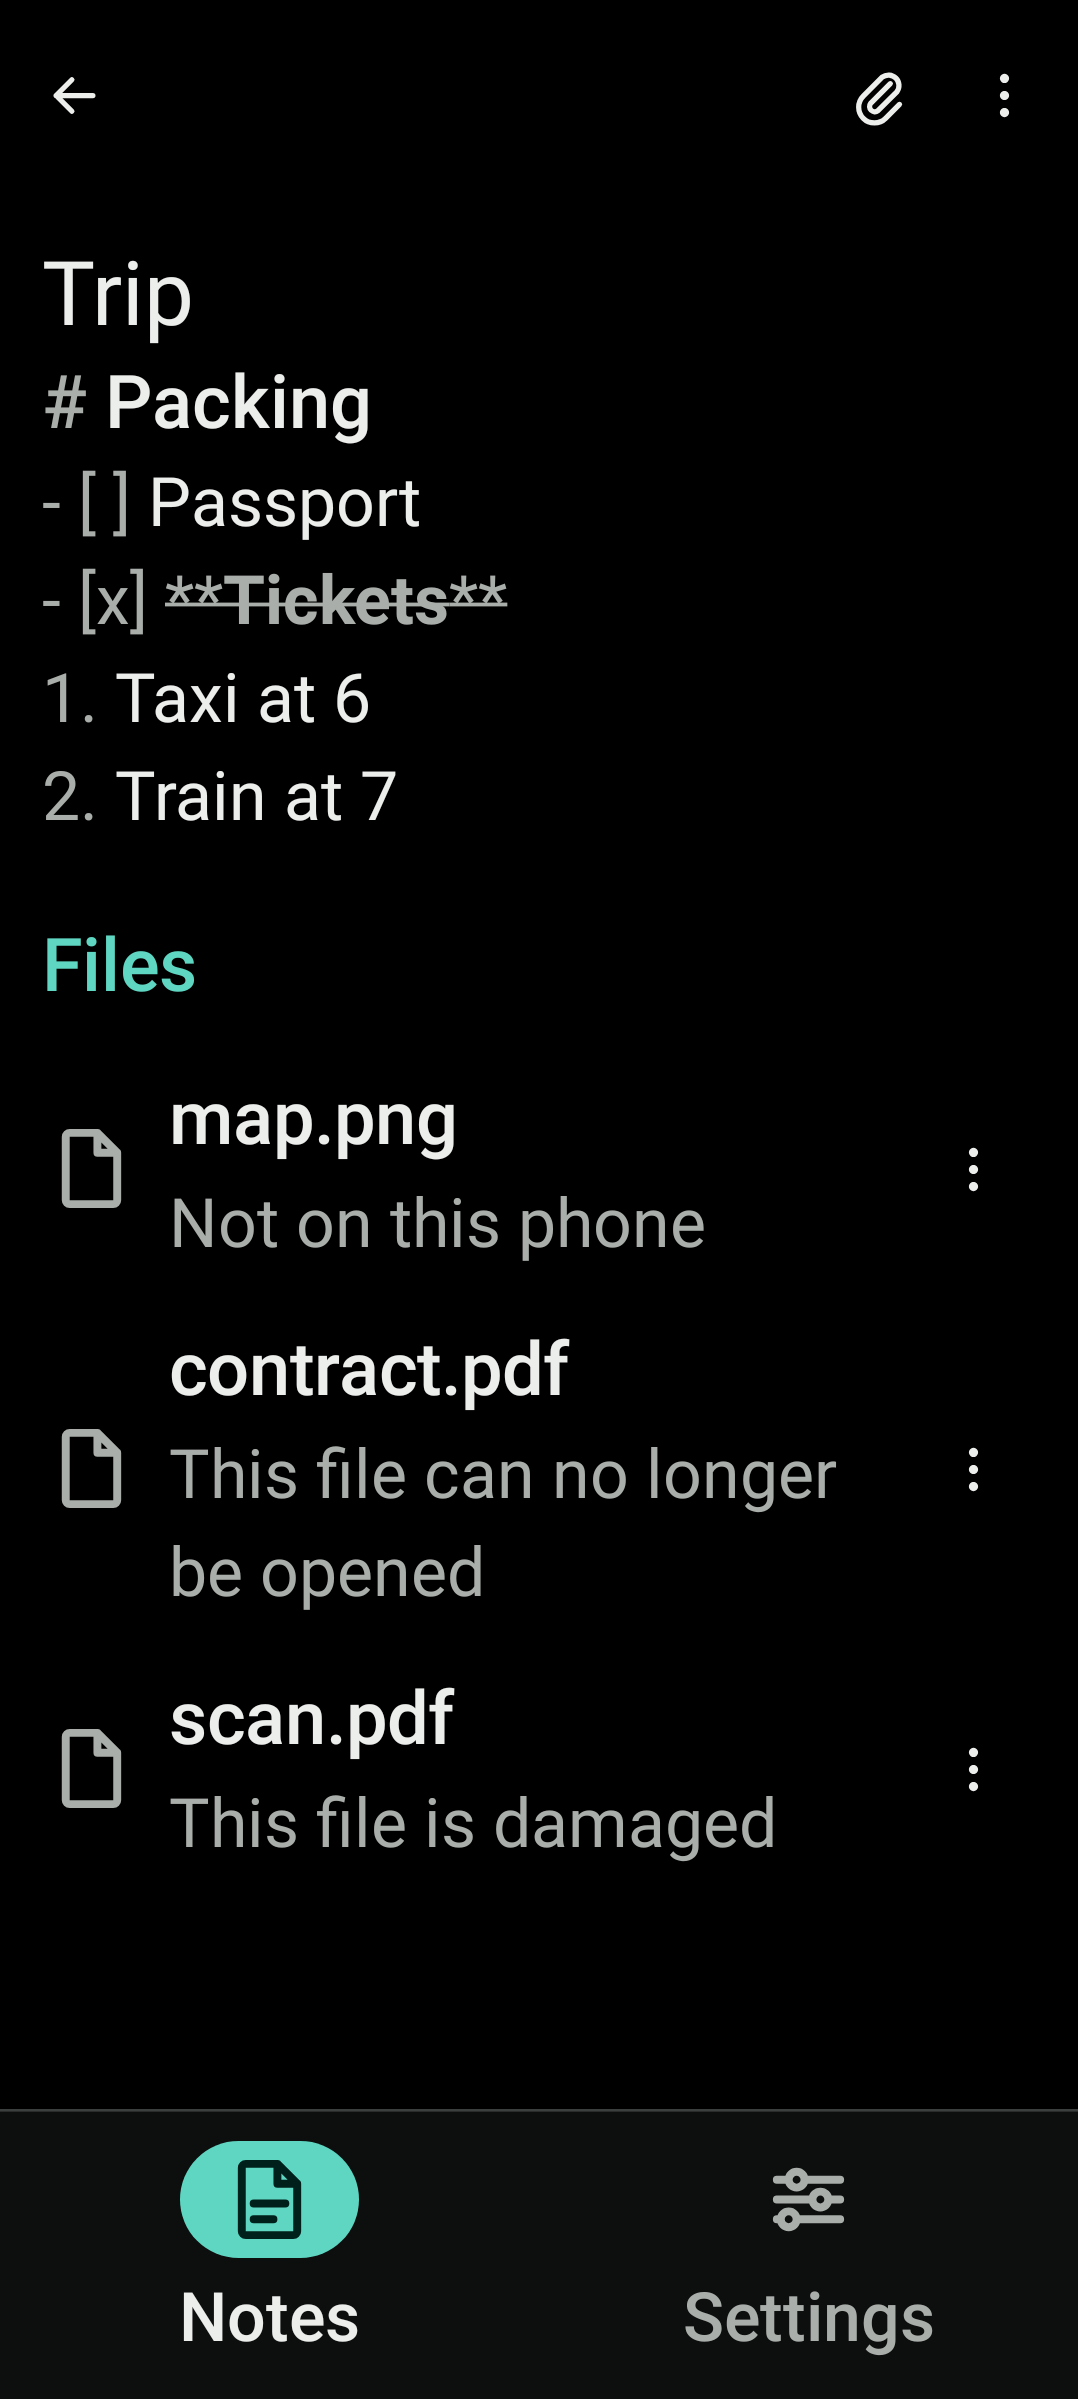 Trip
# Packing
- [ ] Passport
- [x] **Tickets**
1. Taxi at 6
2. Train at 7
Files
map.png
Not on this phone
contract.pdf
This file can no longer
be opened
scan.pdf
This file is damaged
Notes
Settings